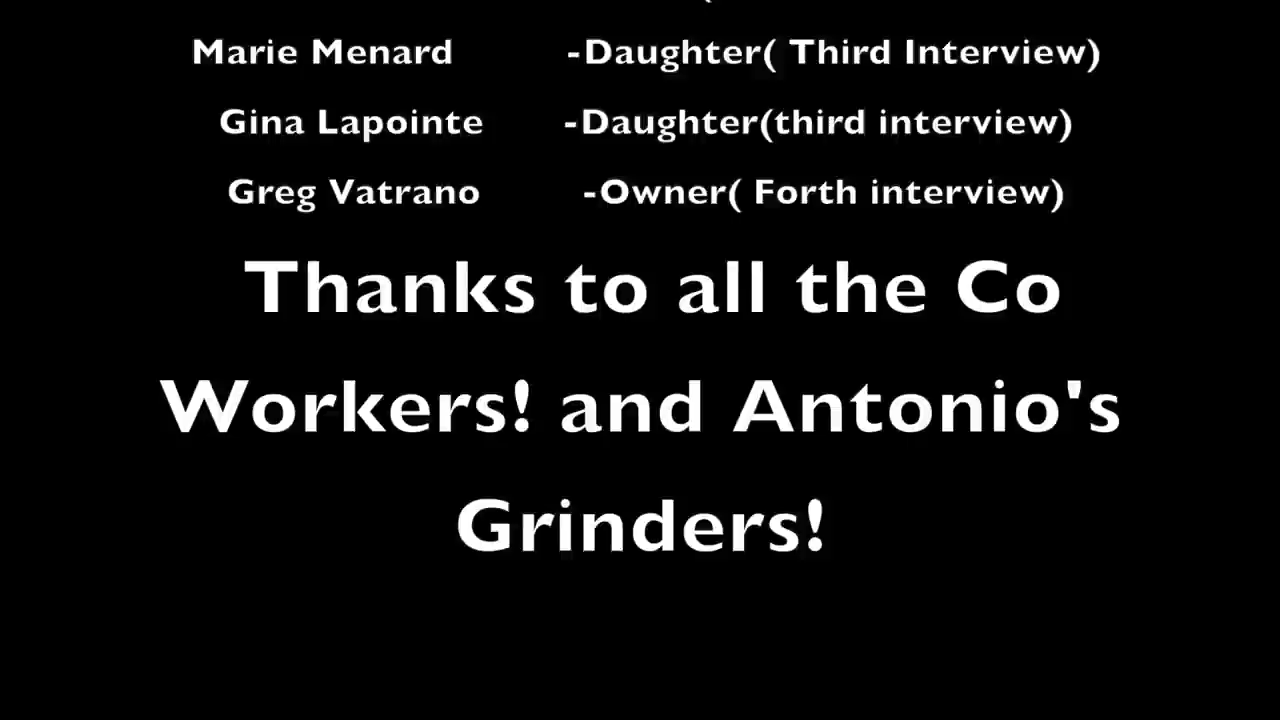 Marie Menard -Daughter( Third Interview)
Gina Lapointe -Daughter(third interview)
Greg Vatrano -Owner( Forth interview)
Thanks to all the Co
Workers! and Antonio's
Grinders!